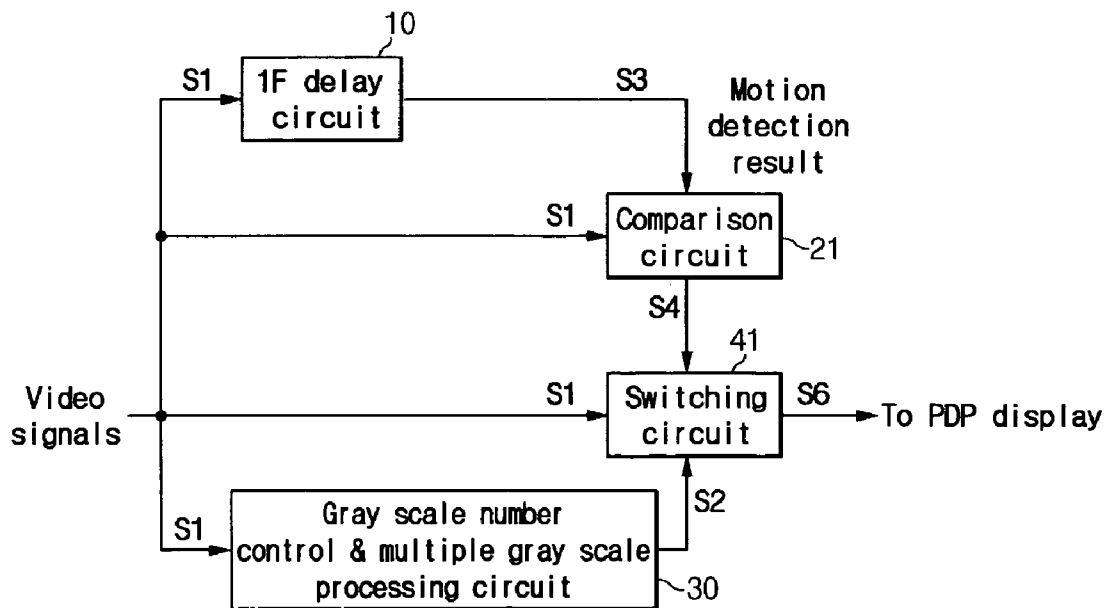 10
S1
1F delay
circuit
S3
Motion
detection
result
S1
Comparison
circuit
21
S4
41
Video
signals
S1
Switching
circuit
S6
To PDP display
S2
S1
Gray scale number
control & multiple gray scale
processing circuit
30